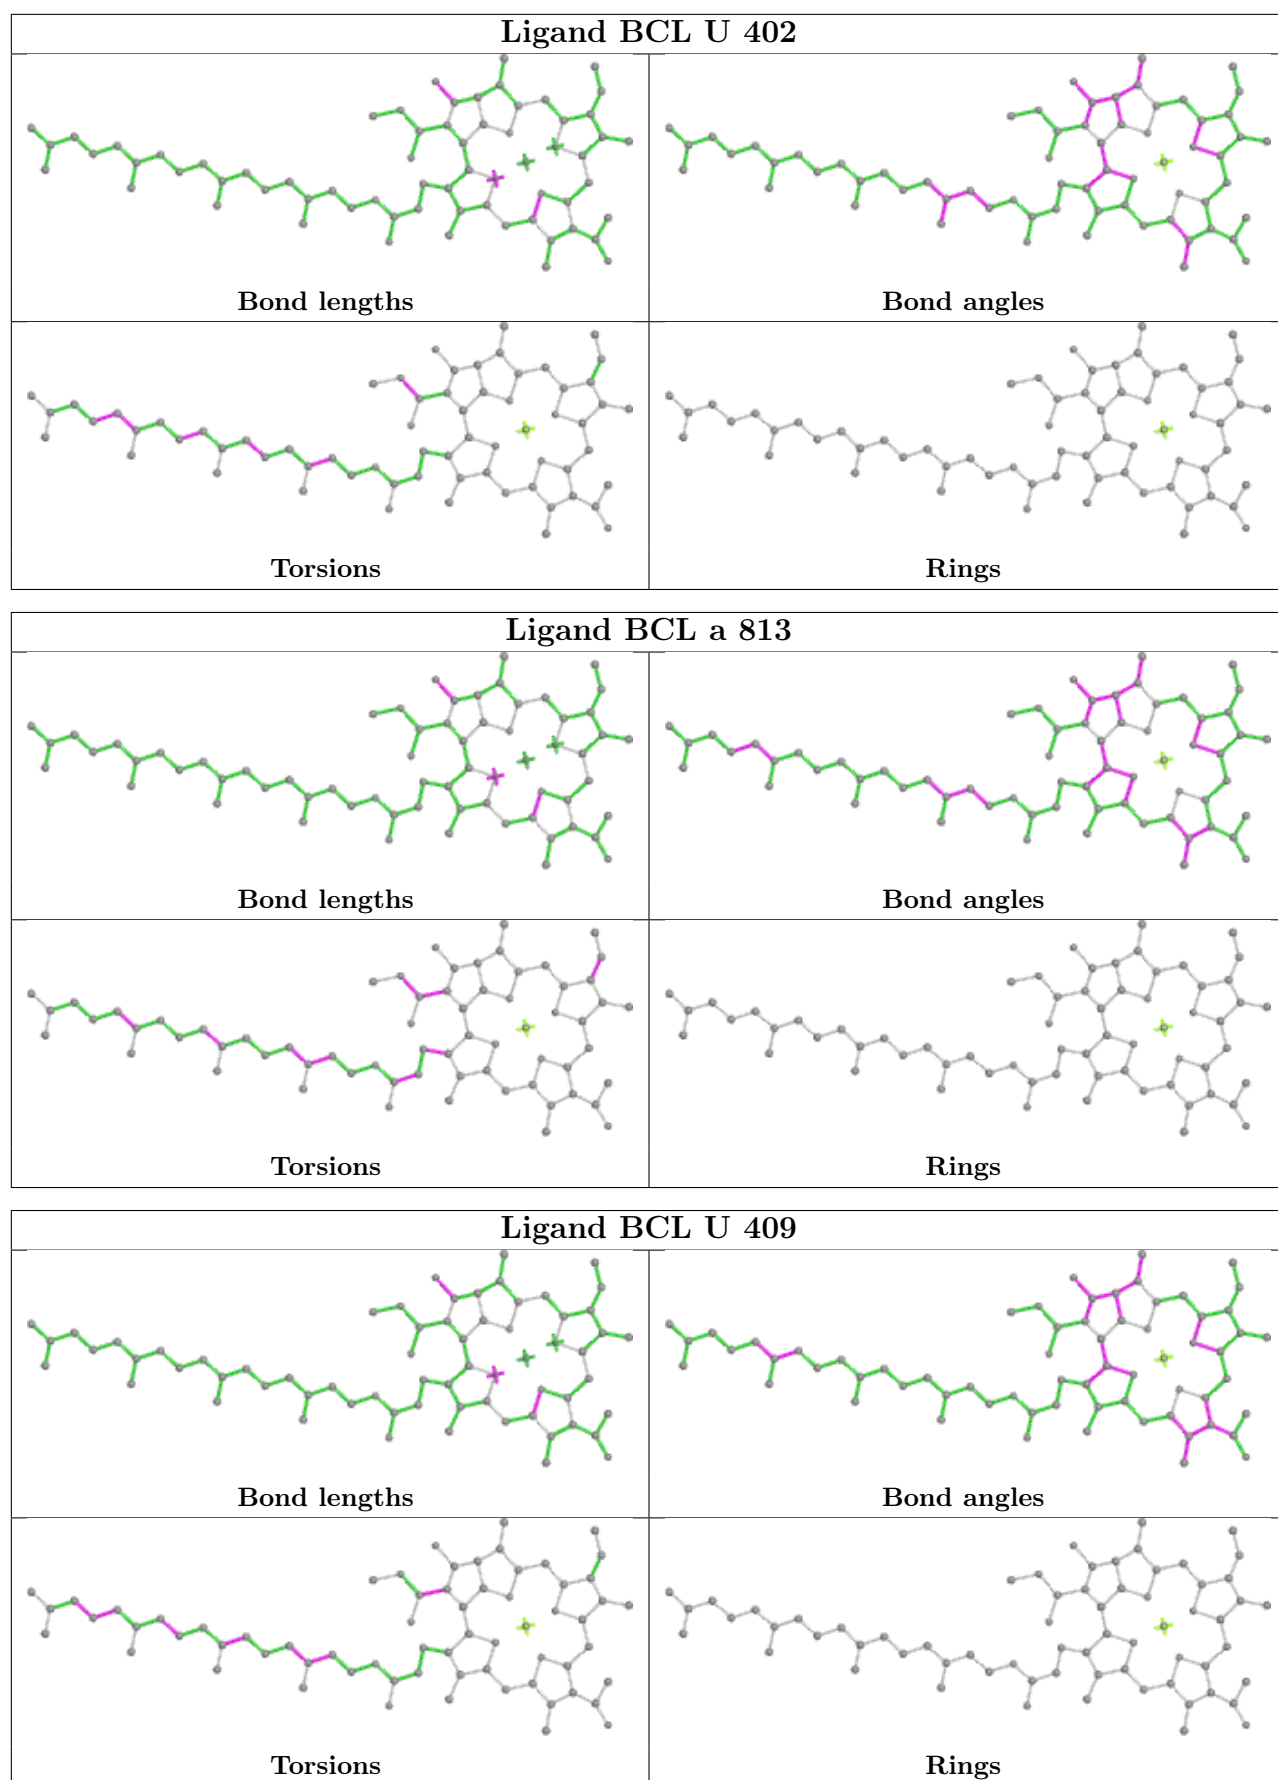 Ligand BCL U 402
Bond lengths
Bond angles
Torsions
Rings
Ligand BCL a 813
Bond lengths
Bond angles
Torsions
Rings
Ligand BCL U 409
Bond lengths
Bond angles
Torsions
Rings